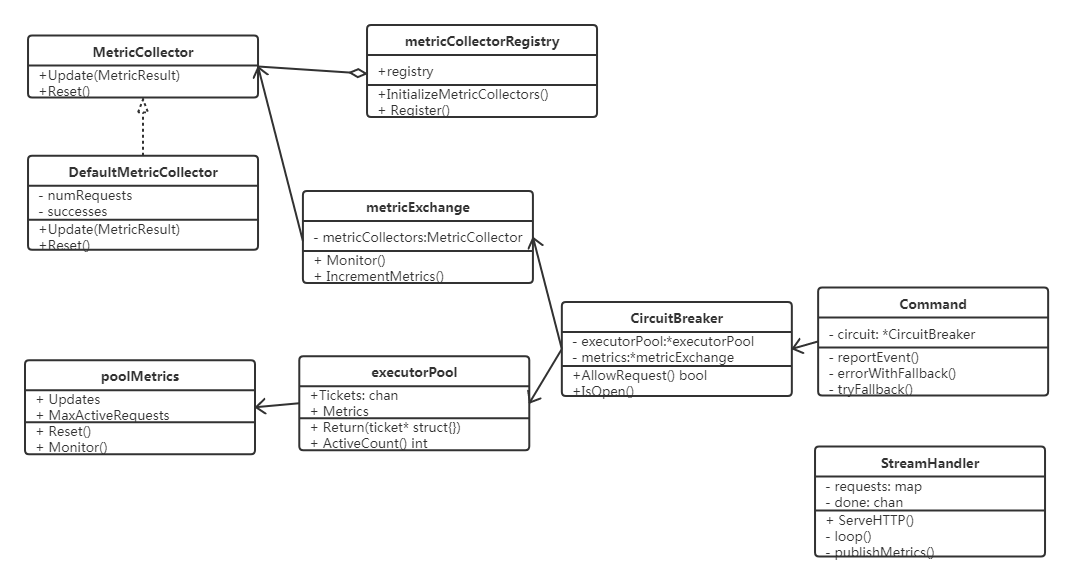 MetricCollector
+Update(MetricResult)
+Reset()
metricCollectorRegistry
+registry
+InitializeMetricCollectors()
+ Register()
DefaultMetricCollector
- numRequests
- successes
+Update(MetricResult)
+Reset()
metricExchange
- metricCollectors:MetricCollector
+ Monitor()
+ IncrementMetrics()
CircuitBreaker
- executorPool:*executorPool
- metrics:*metricExchange
+AllowRequest() bool
+IsOpen()
Command
- circuit: *CircuitBreaker
- reportEvent()
- errorWithFallback()
- tryFallback()
poolMetrics
+ Updates
+ MaxActiveRequests
+ Reset()
+ Monitor()
executorPool
+Tickets: chan
+ Metrics
+ Return(ticket* struct{})
+ ActiveCount() int
StreamHandler
- requests: map
- done: chan
+ ServeHTTP()
- loop()
- publishMetrics()